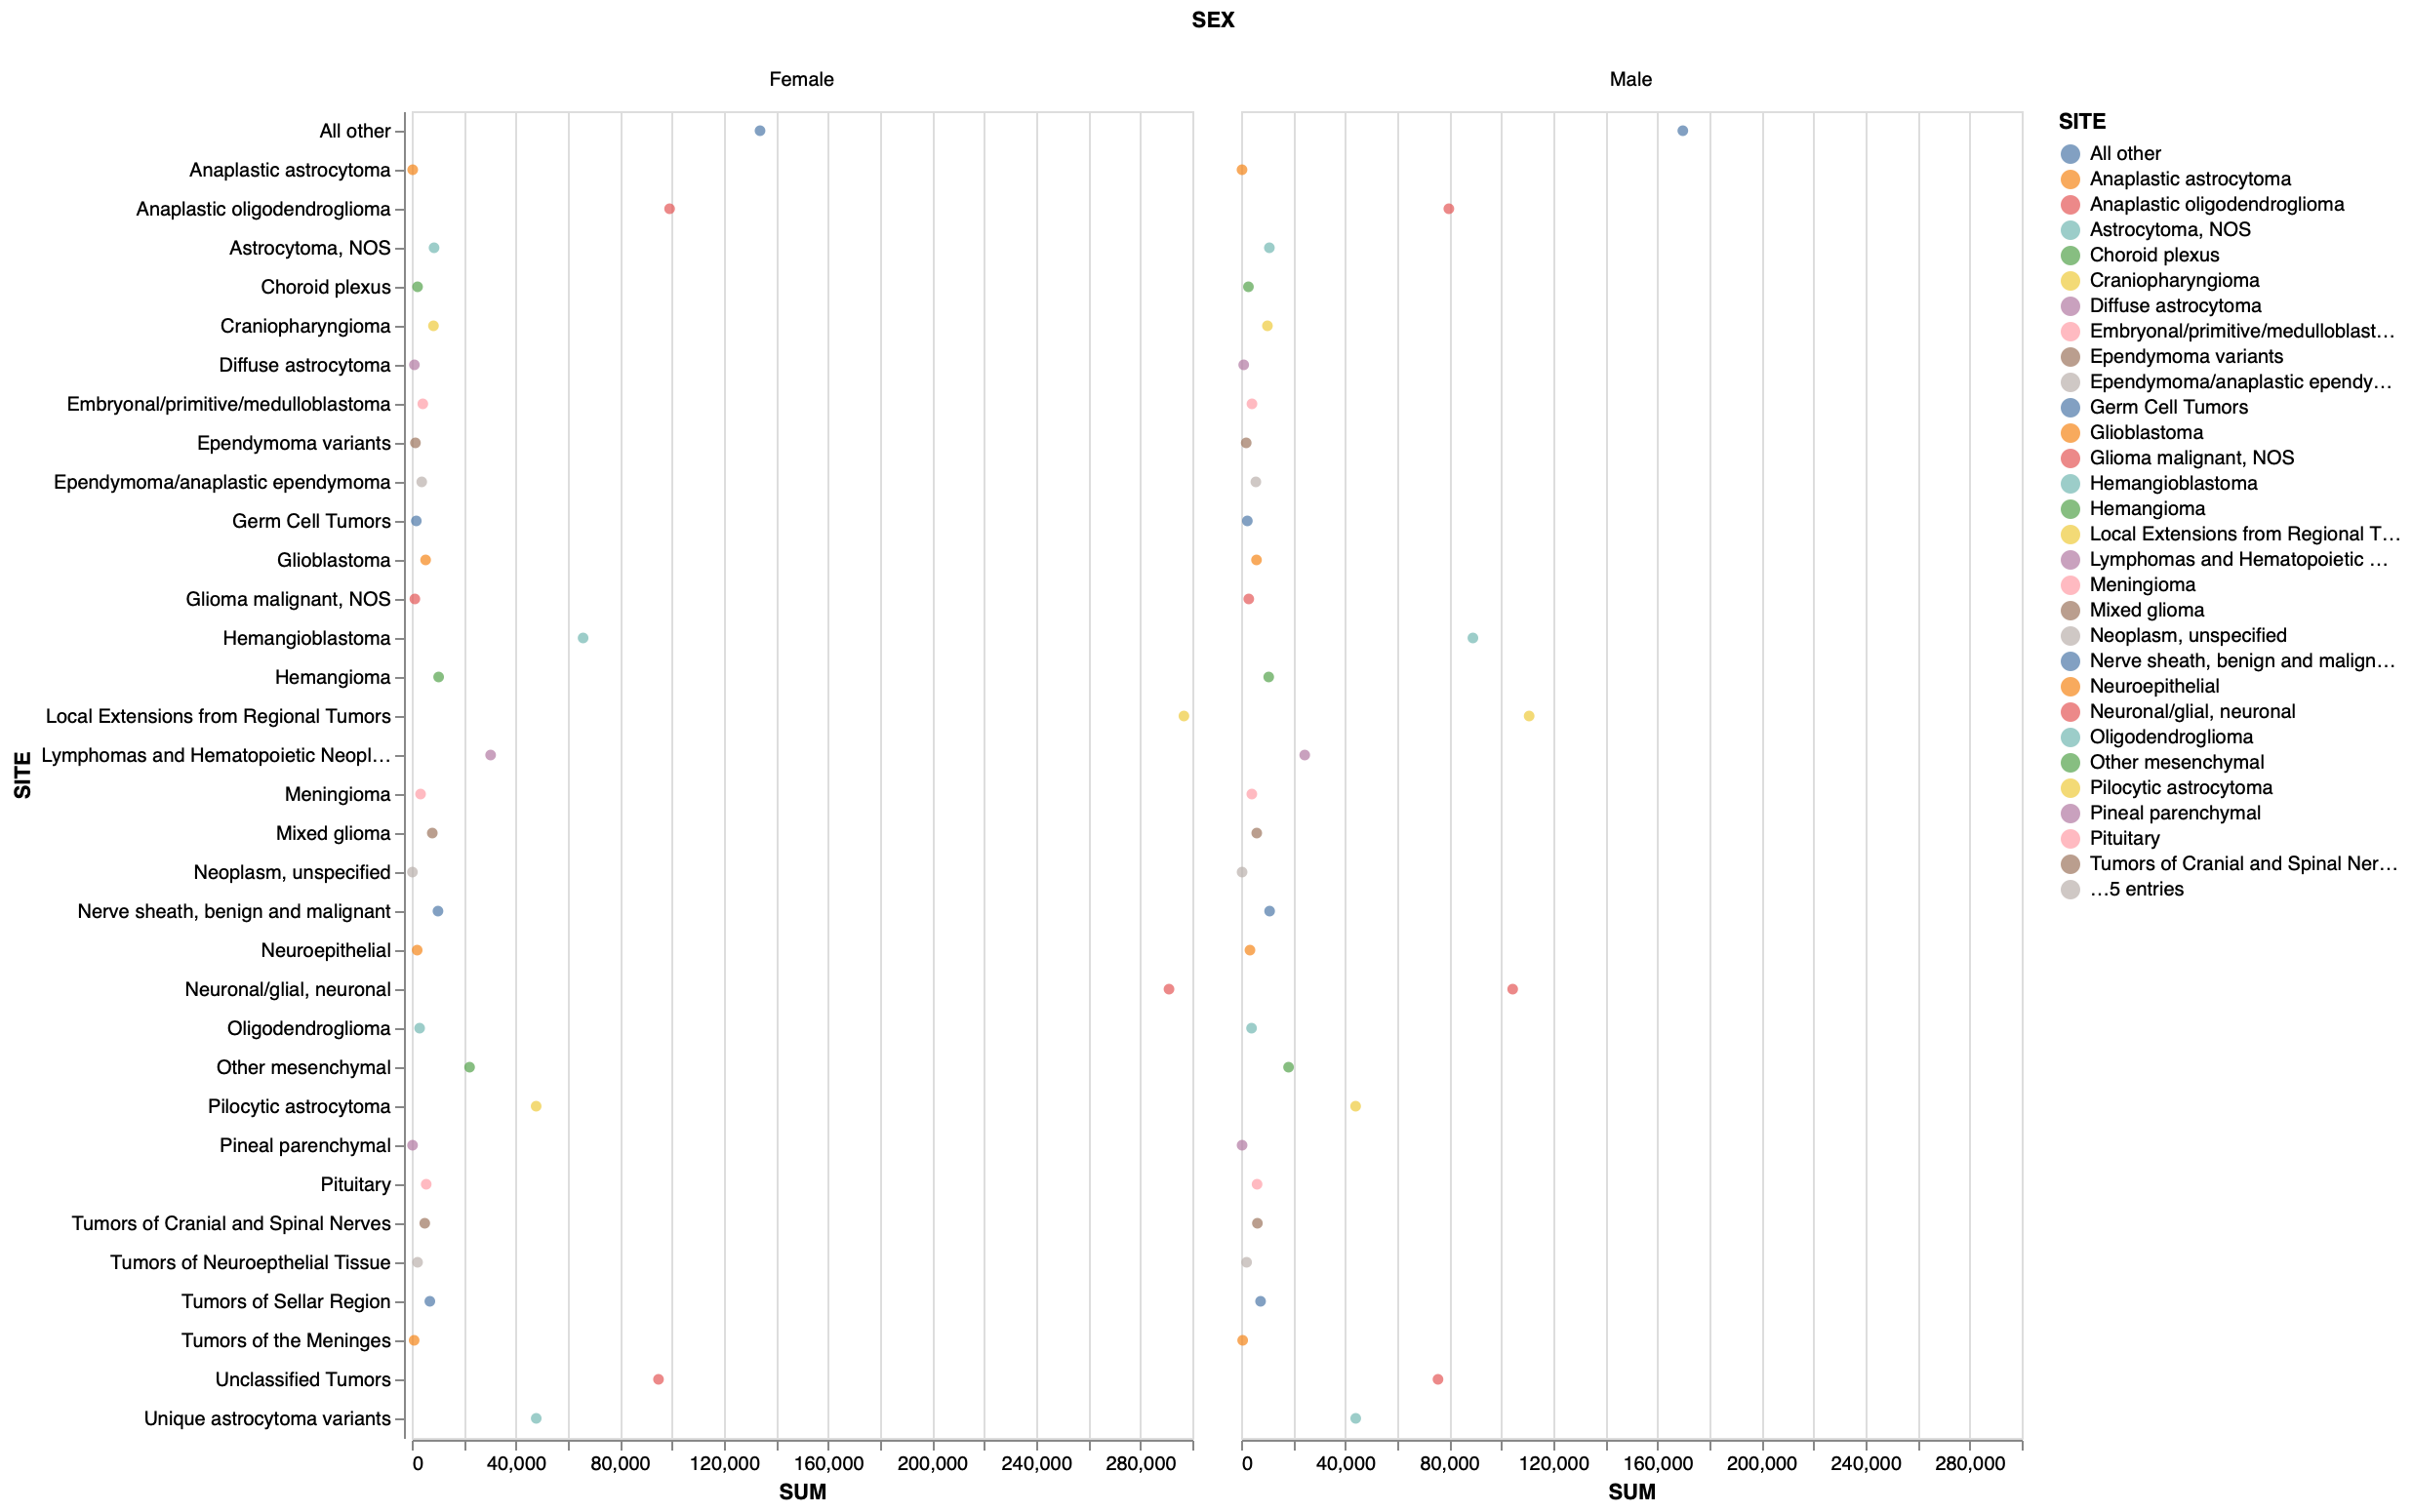 SEX
Female
Male
All other
Anaplastic astrocytoma
Anaplastic oligodendroglioma
Astrocytoma, NOS
Choroid plexus
Craniopharyngioma
Diffuse astrocytoma
Embryonal/primitive/medulloblastoma
Ependymoma variants
Ependymoma/anaplastic ependymoma
Germ Cell Tumors
Glioblastoma
Glioma malignant, NOS
Hemangioblastoma
Hemangioma
Local Extensions from Regional Tumors
Lymphomas and Hematopoietic Neopl…
Meningioma
Mixed glioma
Neoplasm, unspecified
Nerve sheath, benign and malignant
Neuroepithelial
Neuronal/glial, neuronal
Oligodendroglioma
Other mesenchymal
Pilocytic astrocytoma
Pineal parenchymal
Pituitary
Tumors of Cranial and Spinal Nerves
Tumors of Neuroepthelial Tissue
Tumors of Sellar Region
Tumors of the Meninges
Unclassified Tumors
Unique astrocytoma variants
SITE
0 40,000 80,000 120,000 160,000 200,000 240,000 280,000
SUM
0 40,000 80,000 120,000 160,000 200,000 240,000 280,000
SUM
SITE
All other
Anaplastic astrocytoma
Anaplastic oligodendroglioma
Astrocytoma, NOS
Choroid plexus
Craniopharyngioma
Diffuse astrocytoma
Embryonal/primitive/medulloblast…
Ependymoma variants
Ependymoma/anaplastic ependy…
Germ Cell Tumors
Glioblastoma
Glioma malignant, NOS
Hemangioblastoma
Hemangioma
Local Extensions from Regional T…
Lymphomas and Hematopoietic …
Meningioma
Mixed glioma
Neoplasm, unspecified
Nerve sheath, benign and malign…
Neuroepithelial
Neuronal/glial, neuronal
Oligodendroglioma
Other mesenchymal
Pilocytic astrocytoma
Pineal parenchymal
Pituitary
Tumors of Cranial and Spinal Ner…
…5 entries